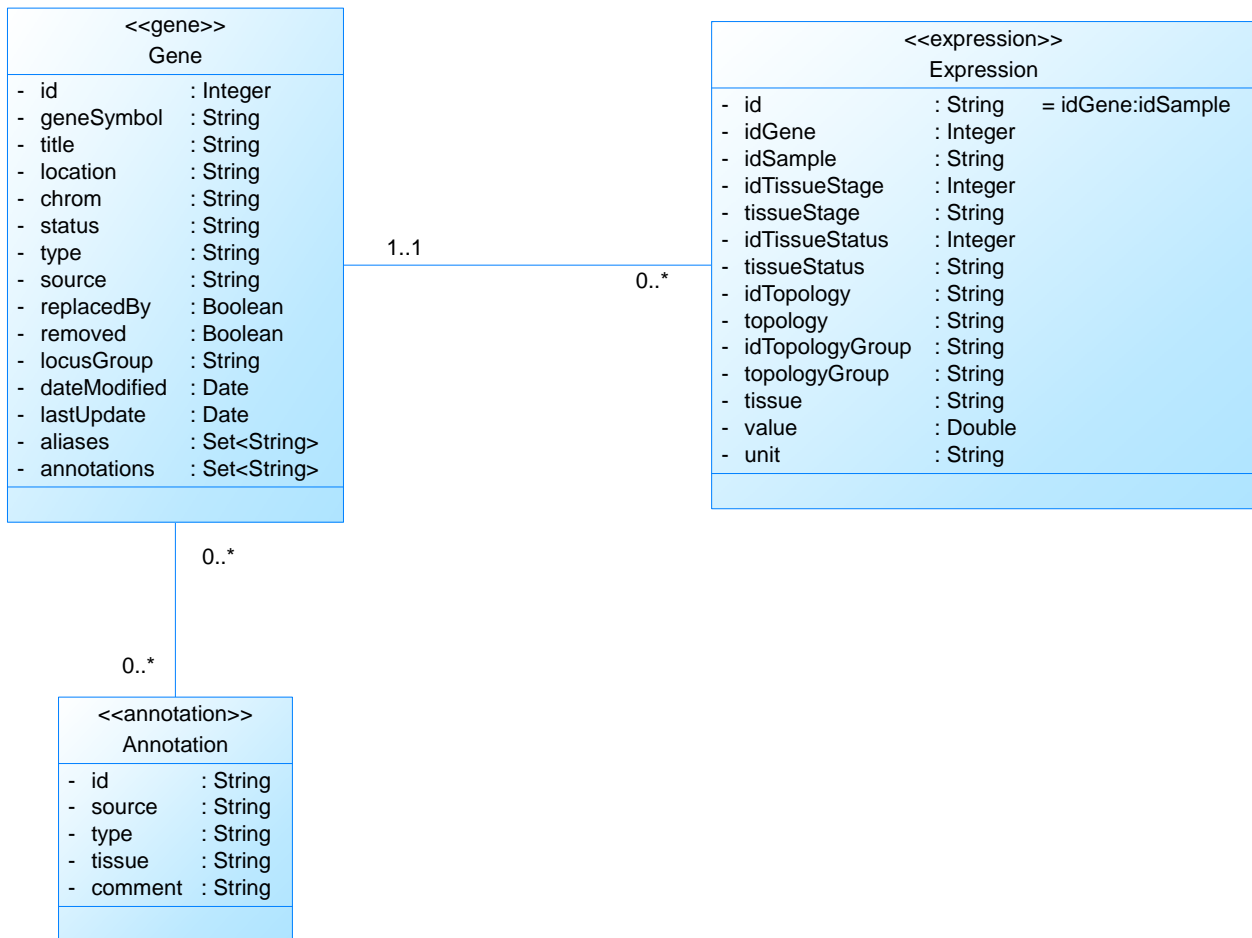 <<gene>>
Gene
- id : Integer
- geneSymbol : String
- title : String
- location : String
- chrom : String
- status : String
- type : String
- source : String
- replacedBy : Boolean
- removed : Boolean
- locusGroup : String
- dateModified : Date
- lastUpdate : Date
- aliases : Set<String>
- annotations : Set<String>
1..1
0..*
<<expression>>
Expression
- id : String = idGene:idSample
- idGene : Integer
- idSample : String
- idTissueStage : Integer
- tissueStage : String
- idTissueStatus : Integer
- tissueStatus : String
- idTopology : String
- topology : String
- idTopologyGroup : String
- topologyGroup : String
- tissue : String
- value : Double
- unit : String
0..*
0..*
<<annotation>>
Annotation
- id : String
- source : String
- type : String
- tissue : String
- comment : String